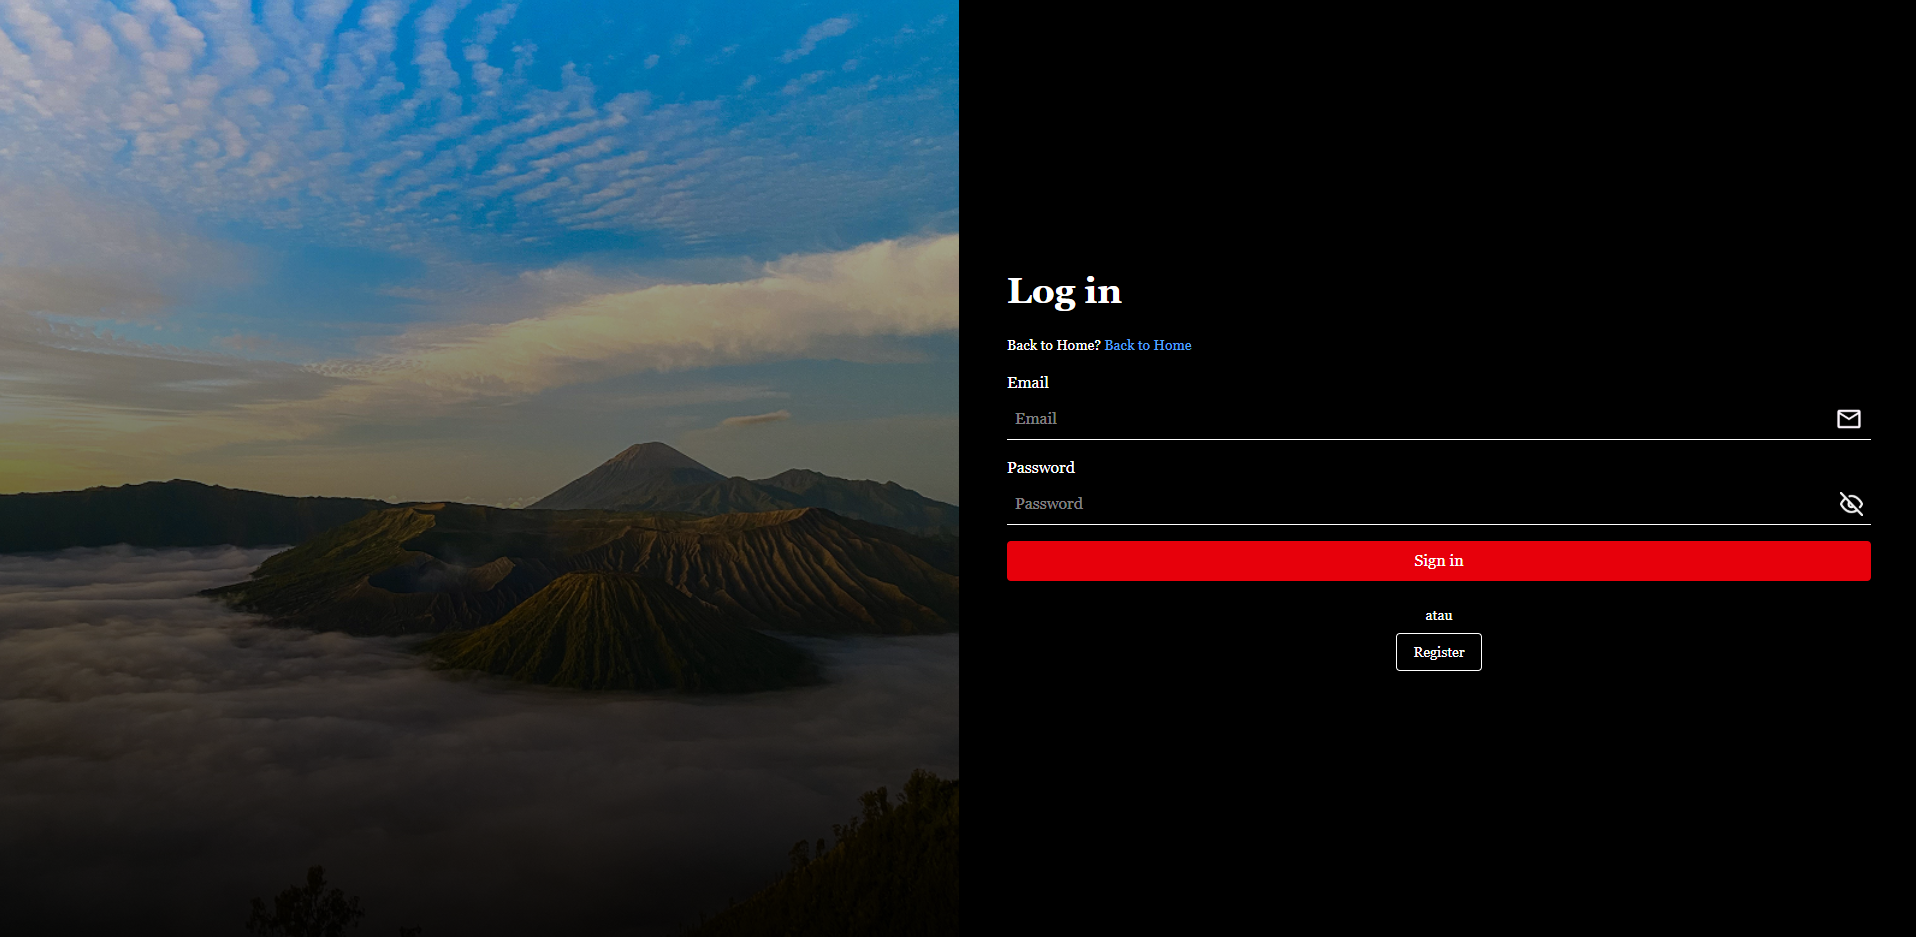 Log in
Back to Home? Back to Home
Email
Email
Password
Password
Sign in
atau
Register